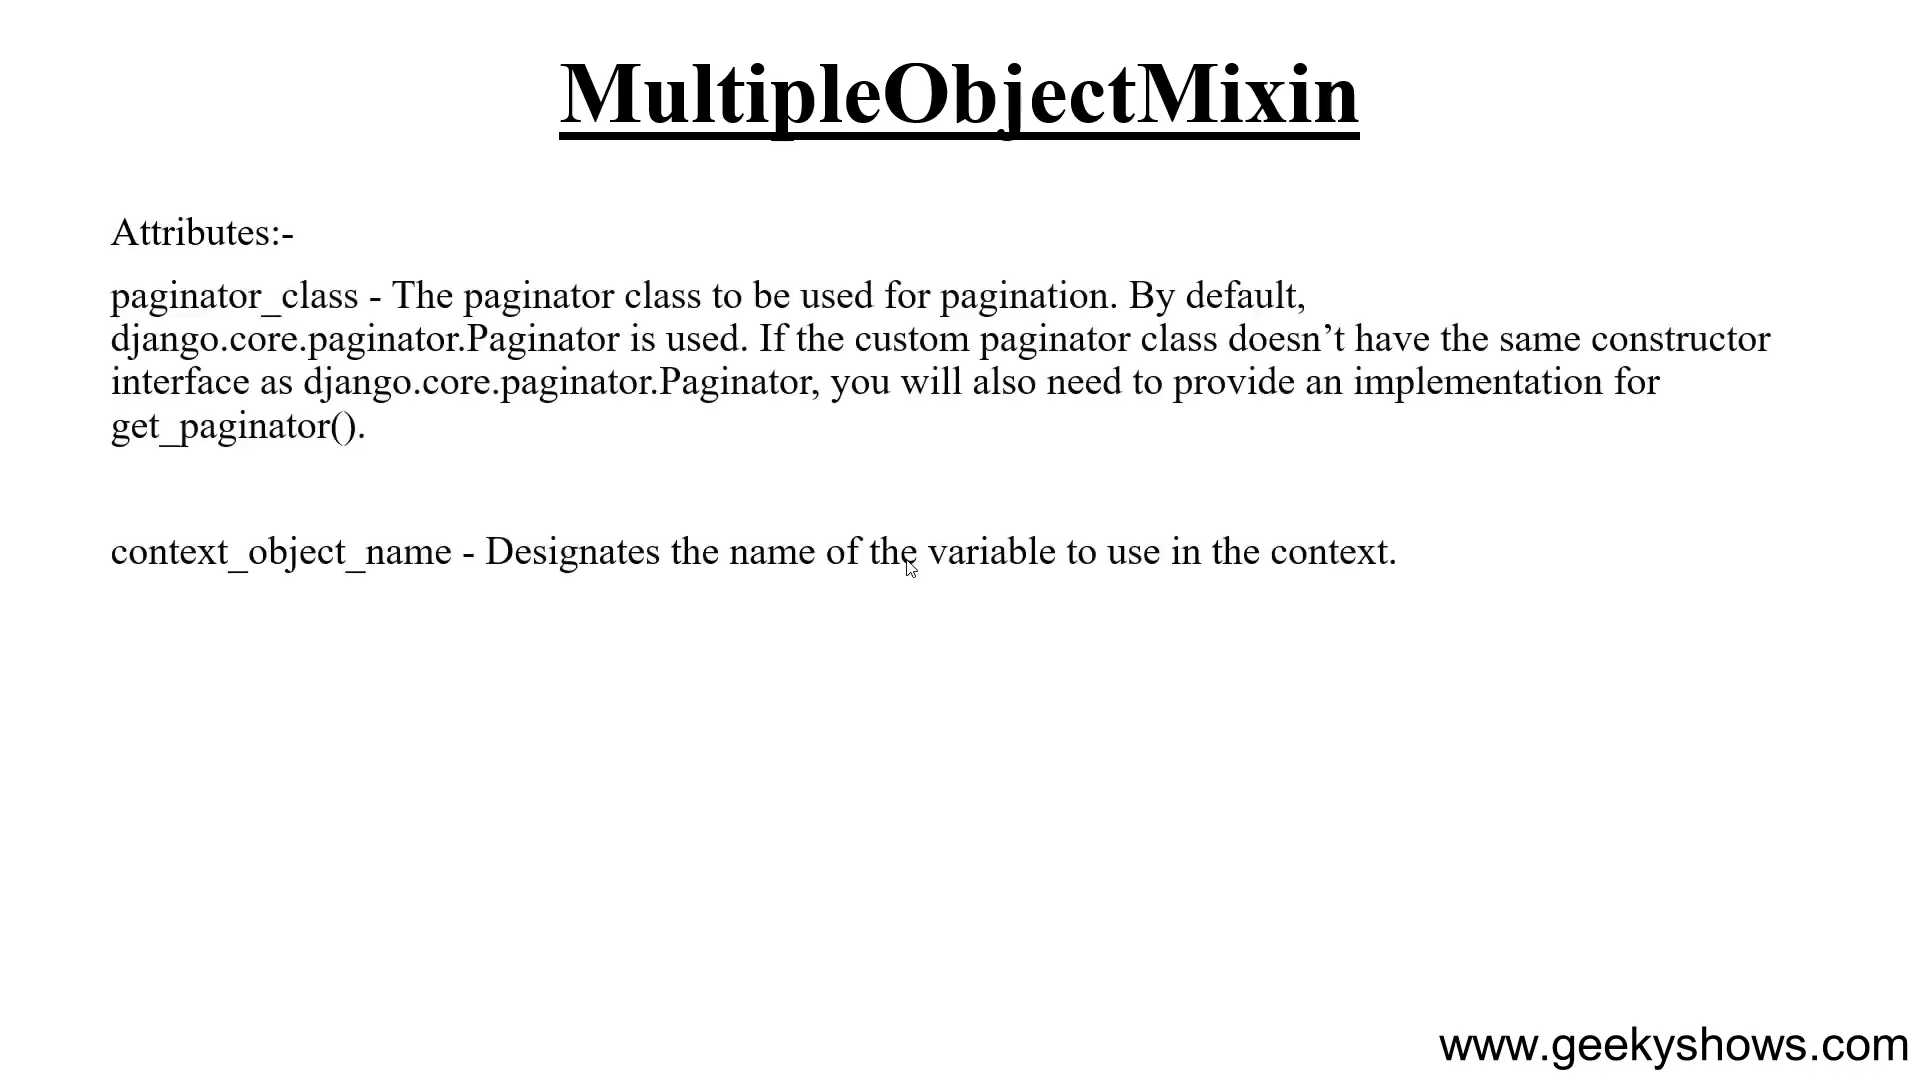 MultipleObjectMixin
Attributes:-
paginator_class - The paginator class to be used for pagination. By default,
django.core.paginator.Paginator is used. If the custom paginator class doesn’t have the same constructor
interface as django.core.paginator.Paginator, you will also need to provide an implementation for
get_paginator().
context_object_name - Designates the name of the variable to use in the context.
www.geekyshows.com